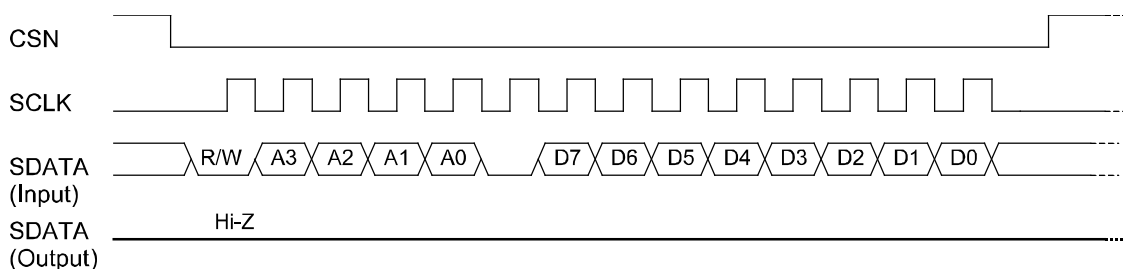 CSN
SCLK
SDATA
(Input)
R/W A3 A2 A1 A0 D7 D6 D5 D4 D3 D2 D1 D0
SDATA
(Output)
Hi-Z